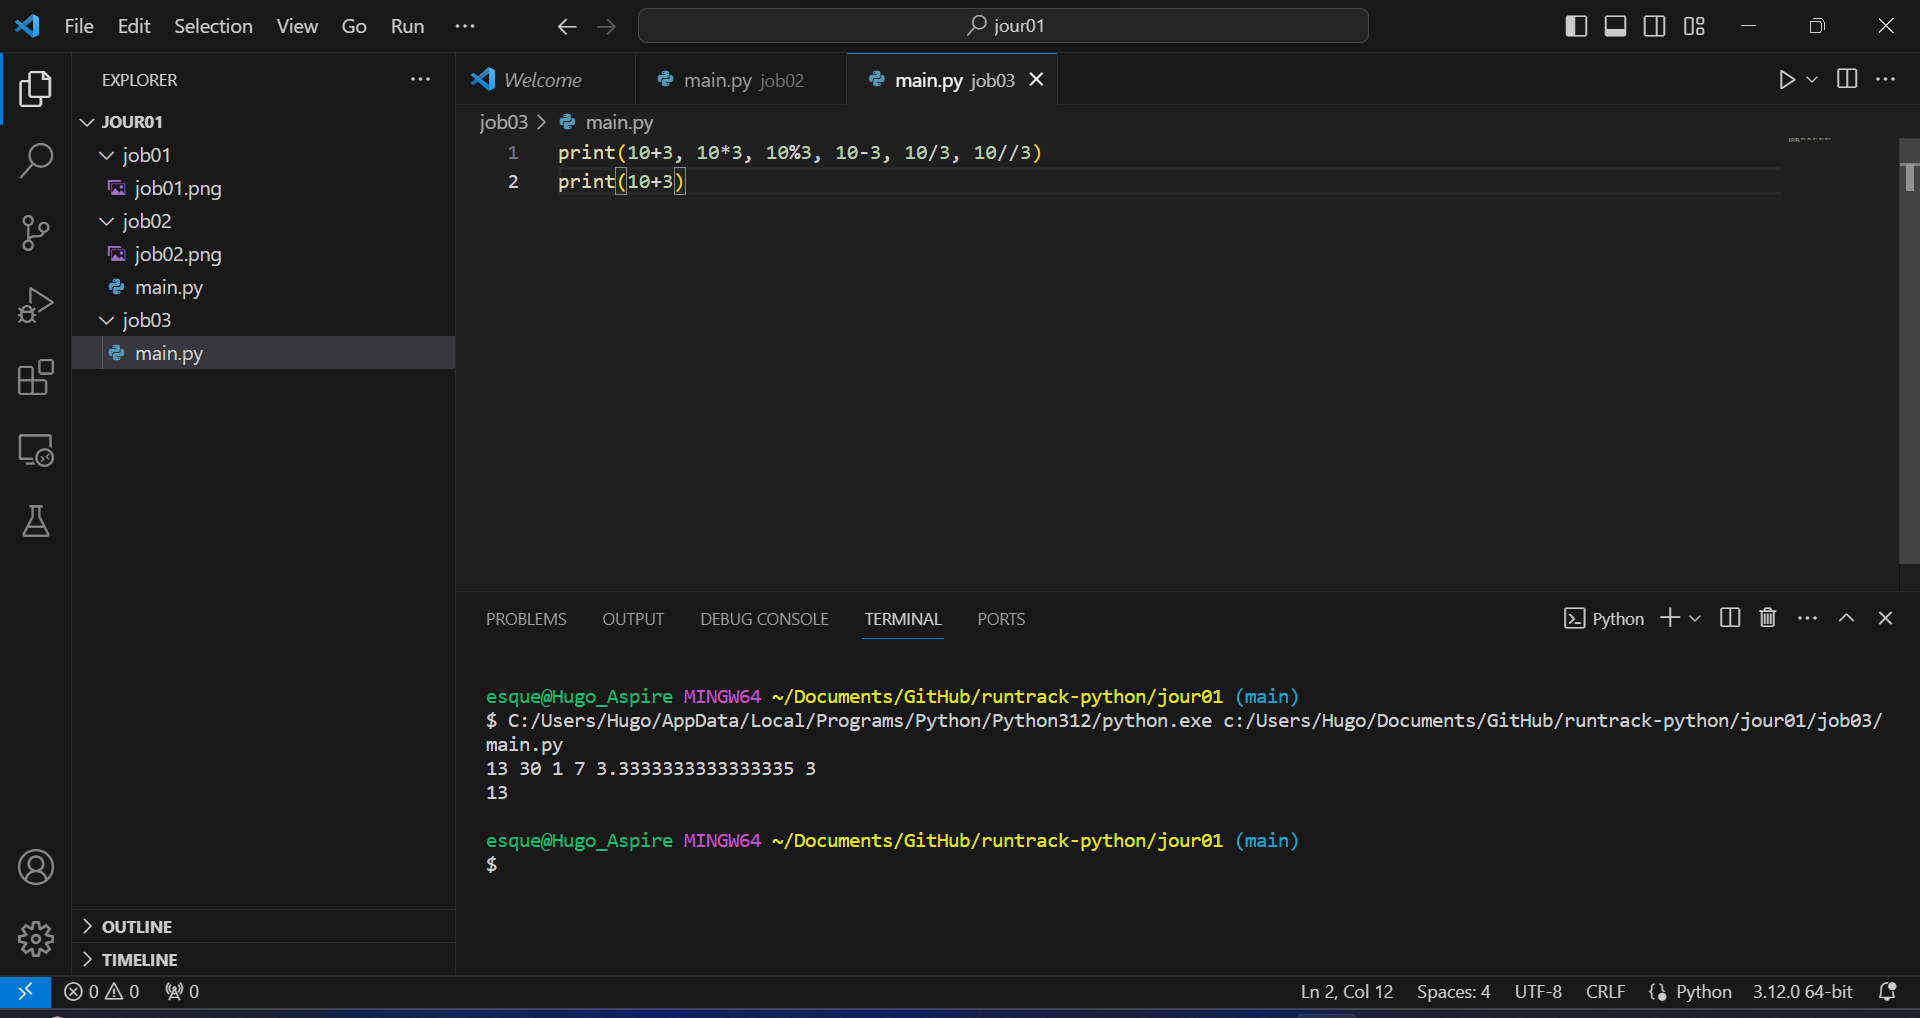 File Edit Selection View Go Run ··· jour01
EXPLORER ···
JOUR01
job01
job01.png
job02
job02.png
main.py
job03
main.py
OUTLINE
TIMELINE
Welcome main.py job02 main.py job03
job03 > main.py
1 print(10+3, 10*3, 10%3, 10-3, 10/3, 10//3)
2 print(10+3)
PROBLEMS OUTPUT DEBUG CONSOLE TERMINAL PORTS Python
esque@Hugo_Aspire MINGW64 ~/Documents/GitHub/runtrack-python/jour01 (main)
$ C:/Users/Hugo/AppData/Local/Programs/Python/Python312/python.exe c:/Users/Hugo/Documents/GitHub/runtrack-python/jour01/job03/
main.py
13 30 1 7 3.3333333333333335 3
13
esque@Hugo_Aspire MINGW64 ~/Documents/GitHub/runtrack-python/jour01 (main)
$
0 0 0 Ln 2, Col 12 Spaces: 4 UTF-8 CRLF Python 3.12.0 64-bit